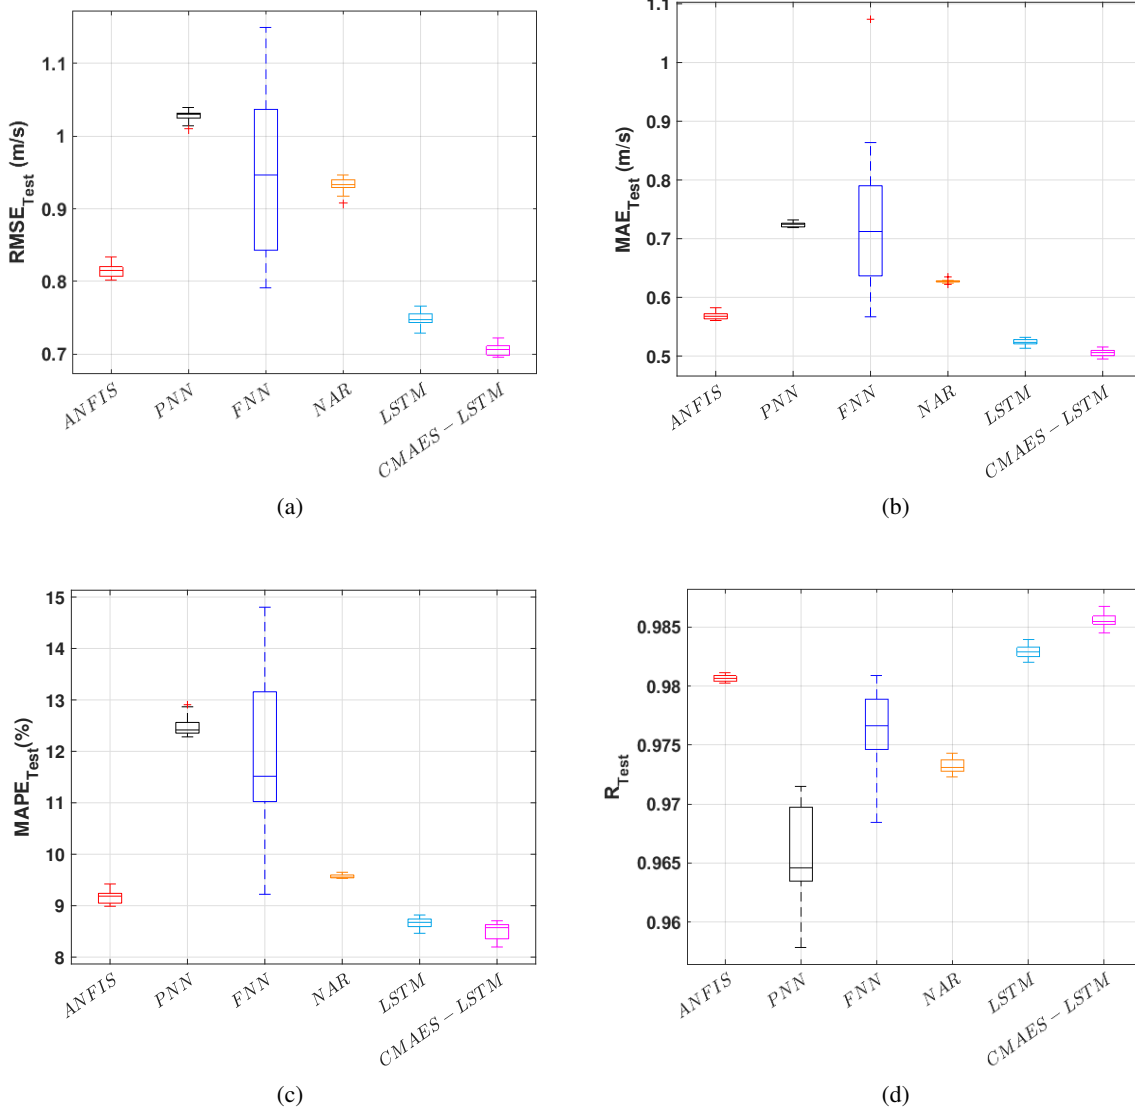 RMSE_Test (m/s)
1.1
1
0.9
0.8
0.7
ANFIS
PNN
FNN
NAR
LSTM
CMAES − LSTM
(a)
MAE_Test (m/s)
1.1
1
0.9
0.8
0.7
0.6
0.5
ANFIS
PNN
FNN
NAR
LSTM
CMAES − LSTM
(b)
MAPE_Test(%)
15
14
13
12
11
10
9
8
ANFIS
PNN
FNN
NAR
LSTM
CMAES − LSTM
(c)
R_Test
0.985
0.98
0.975
0.97
0.965
0.96
ANFIS
PNN
FNN
NAR
LSTM
CMAES − LSTM
(d)